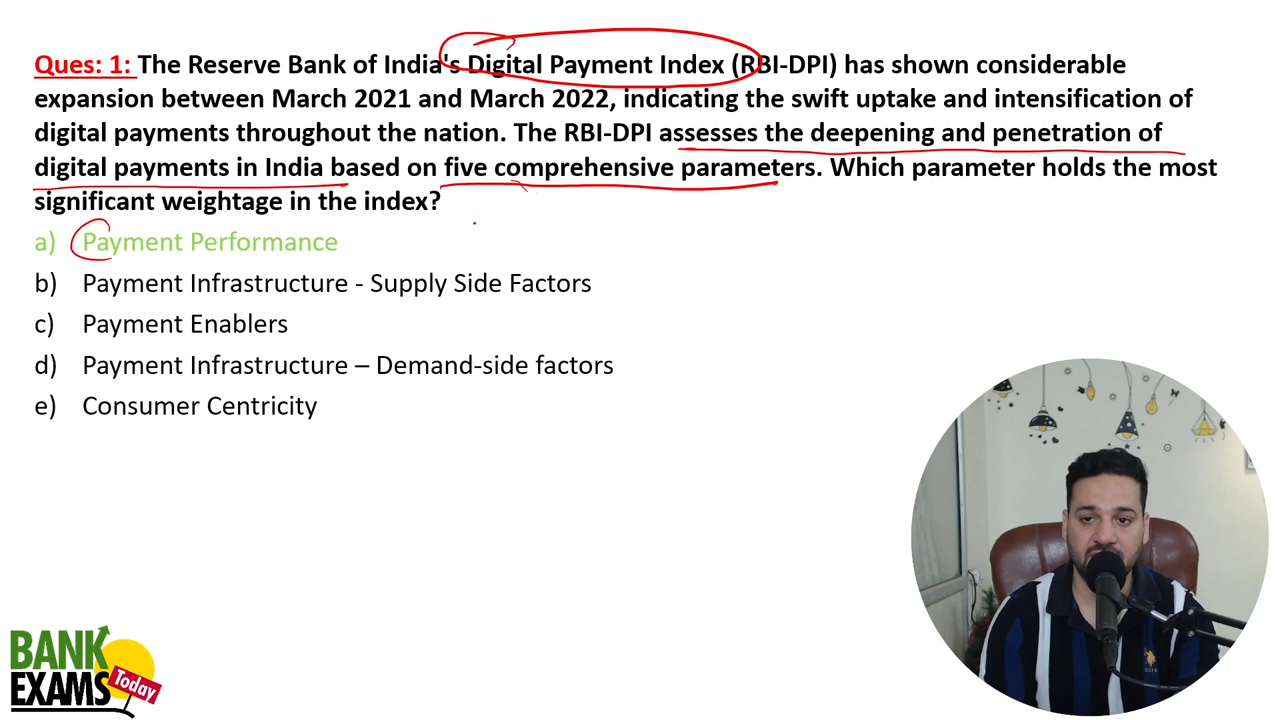 Ques: 1: The Reserve Bank of India's Digital Payment Index (RBI-DPI) has shown considerable
expansion between March 2021 and March 2022, indicating the swift uptake and intensification of
digital payments throughout the nation. The RBI-DPI assesses the deepening and penetration of
digital payments in India based on five comprehensive parameters. Which parameter holds the most
significant weightage in the index?
a) Payment Performance
b) Payment Infrastructure - Supply Side Factors
c) Payment Enablers
d) Payment Infrastructure – Demand-side factors
e) Consumer Centricity
BANK
EXAMS
Today